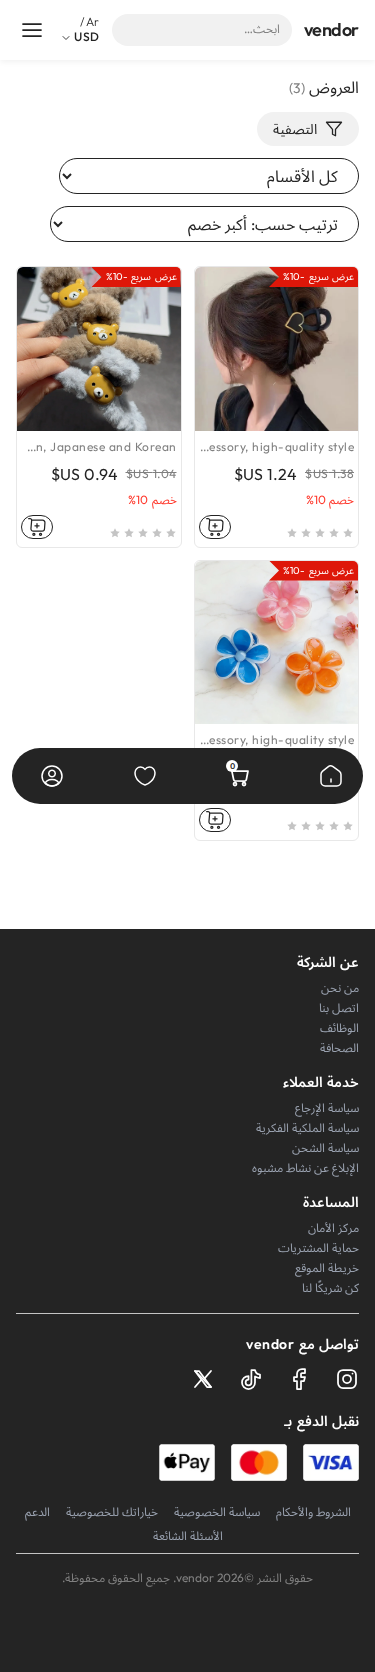 vendor
ابحث...
Ar /
USD
العروض (3)
التصفية
كل الأقسام
ترتيب حسب: أكبر خصم
عرض سريع -10%
...essory, high-quality style
US$ 1.38 US$ 1.24
خصم 10%
عرض سريع -10%
...n, Japanese and Korean
US$ 1.04 US$ 0.94
خصم 10%
عرض سريع -10%
...essory, high-quality style
0
عن الشركة
من نحن
اتصل بنا
الوظائف
الصحافة
خدمة العملاء
سياسة الإرجاع
سياسة الملكية الفكرية
سياسة الشحن
الإبلاغ عن نشاط مشبوه
المساعدة
مركز الأمان
حماية المشتريات
خريطة الموقع
كن شريكًا لنا
تواصل مع vendor
نقبل الدفع بـ
VISA
Pay
الشروط والأحكام سياسة الخصوصية خياراتك للخصوصية الدعم
الأسئلة الشائعة
حقوق النشر ©2026 vendor. جميع الحقوق محفوظة.